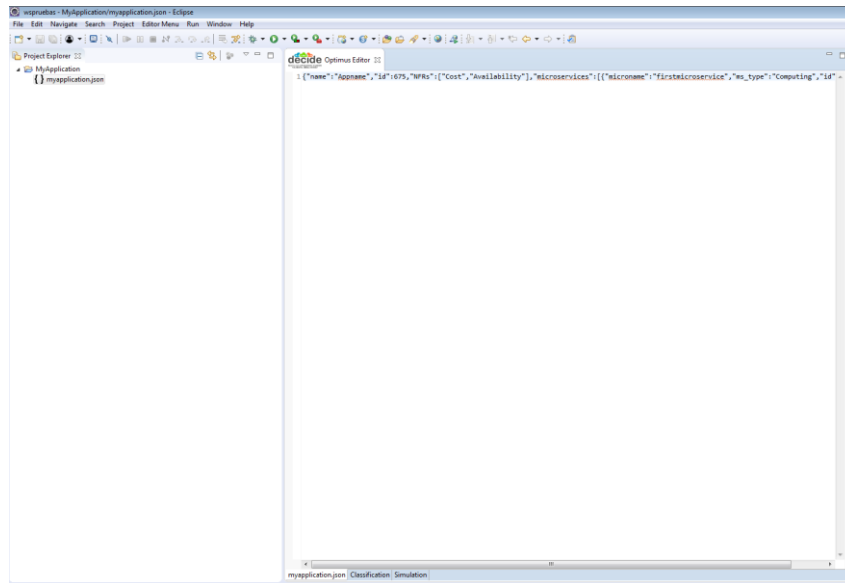 wspruebas - MyApplication/myapplication.json - Eclipse
File Edit Navigate Search Project Editor Menu Run Window Help
Project Explorer
decide Optimus Editor
MyApplication
{ } myapplication.json
1 {"name":"Appname","id":675,"NFRs":["Cost","Availability"],"microservices":[{"microname":"firstmicroservice","ms_type":"Computing","id"
myapplication.json Classification Simulation